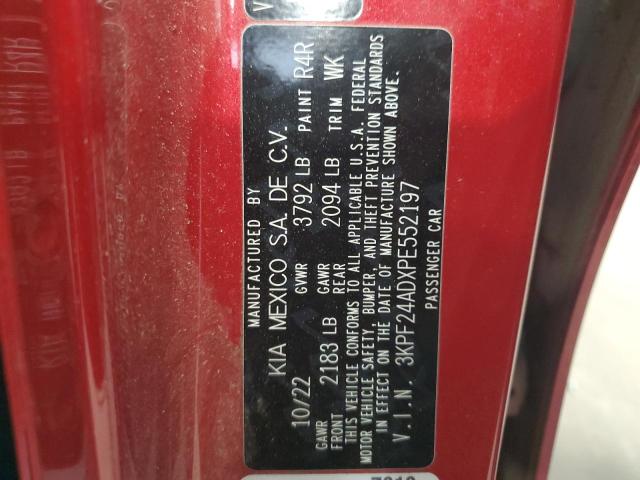 MANUFACTURED BY
KIA MEXICO S.A. DE C.V.
10/22 GVWR 3792 LB PAINT R4R
GAWR FRONT 2183 LB GAWR REAR 2094 LB TRIM WK
THIS VEHICLE CONFORMS TO ALL APPLICABLE U.S.A. FEDERAL
MOTOR VEHICLE SAFETY, BUMPER, AND THEFT PREVENTION STANDARDS
IN EFFECT ON THE DATE OF MANUFACTURE SHOWN ABOVE.
V.I.N. 3KPF24ADXPE552197
PASSENGER CAR